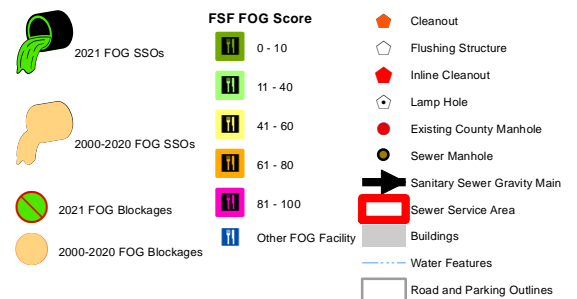 2021 FOG SSOs
2000-2020 FOG SSOs
2021 FOG Blockages
2000-2020 FOG Blockages
FSF FOG Score
0 - 10
11 - 40
41 - 60
61 - 80
81 - 100
Other FOG Facility
Cleanout
Flushing Structure
Inline Cleanout
Lamp Hole
Existing County Manhole
Sewer Manhole
Sanitary Sewer Gravity Main
Sewer Service Area
Buildings
Water Features
Road and Parking Outlines